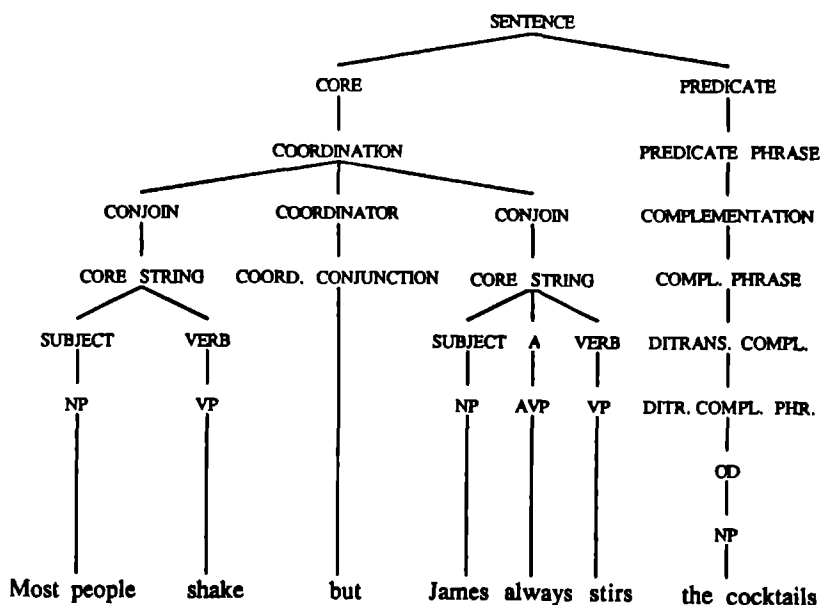 SENTENCE
CORE PREDICATE
COORDINATION PREDICATE PHRASE
CONJOIN COORDINATOR CONJOIN COMPLEMENTATION
CORE STRING COORD. CONJUNCTION CORE STRING COMPL. PHRASE
SUBJECT VERB SUBJECT A VERB DITRANS. COMPL.
NP VP NP AVP VP DITR. COMPL. PHR.
OD
NP
Most people shake but James always stirs the cocktails